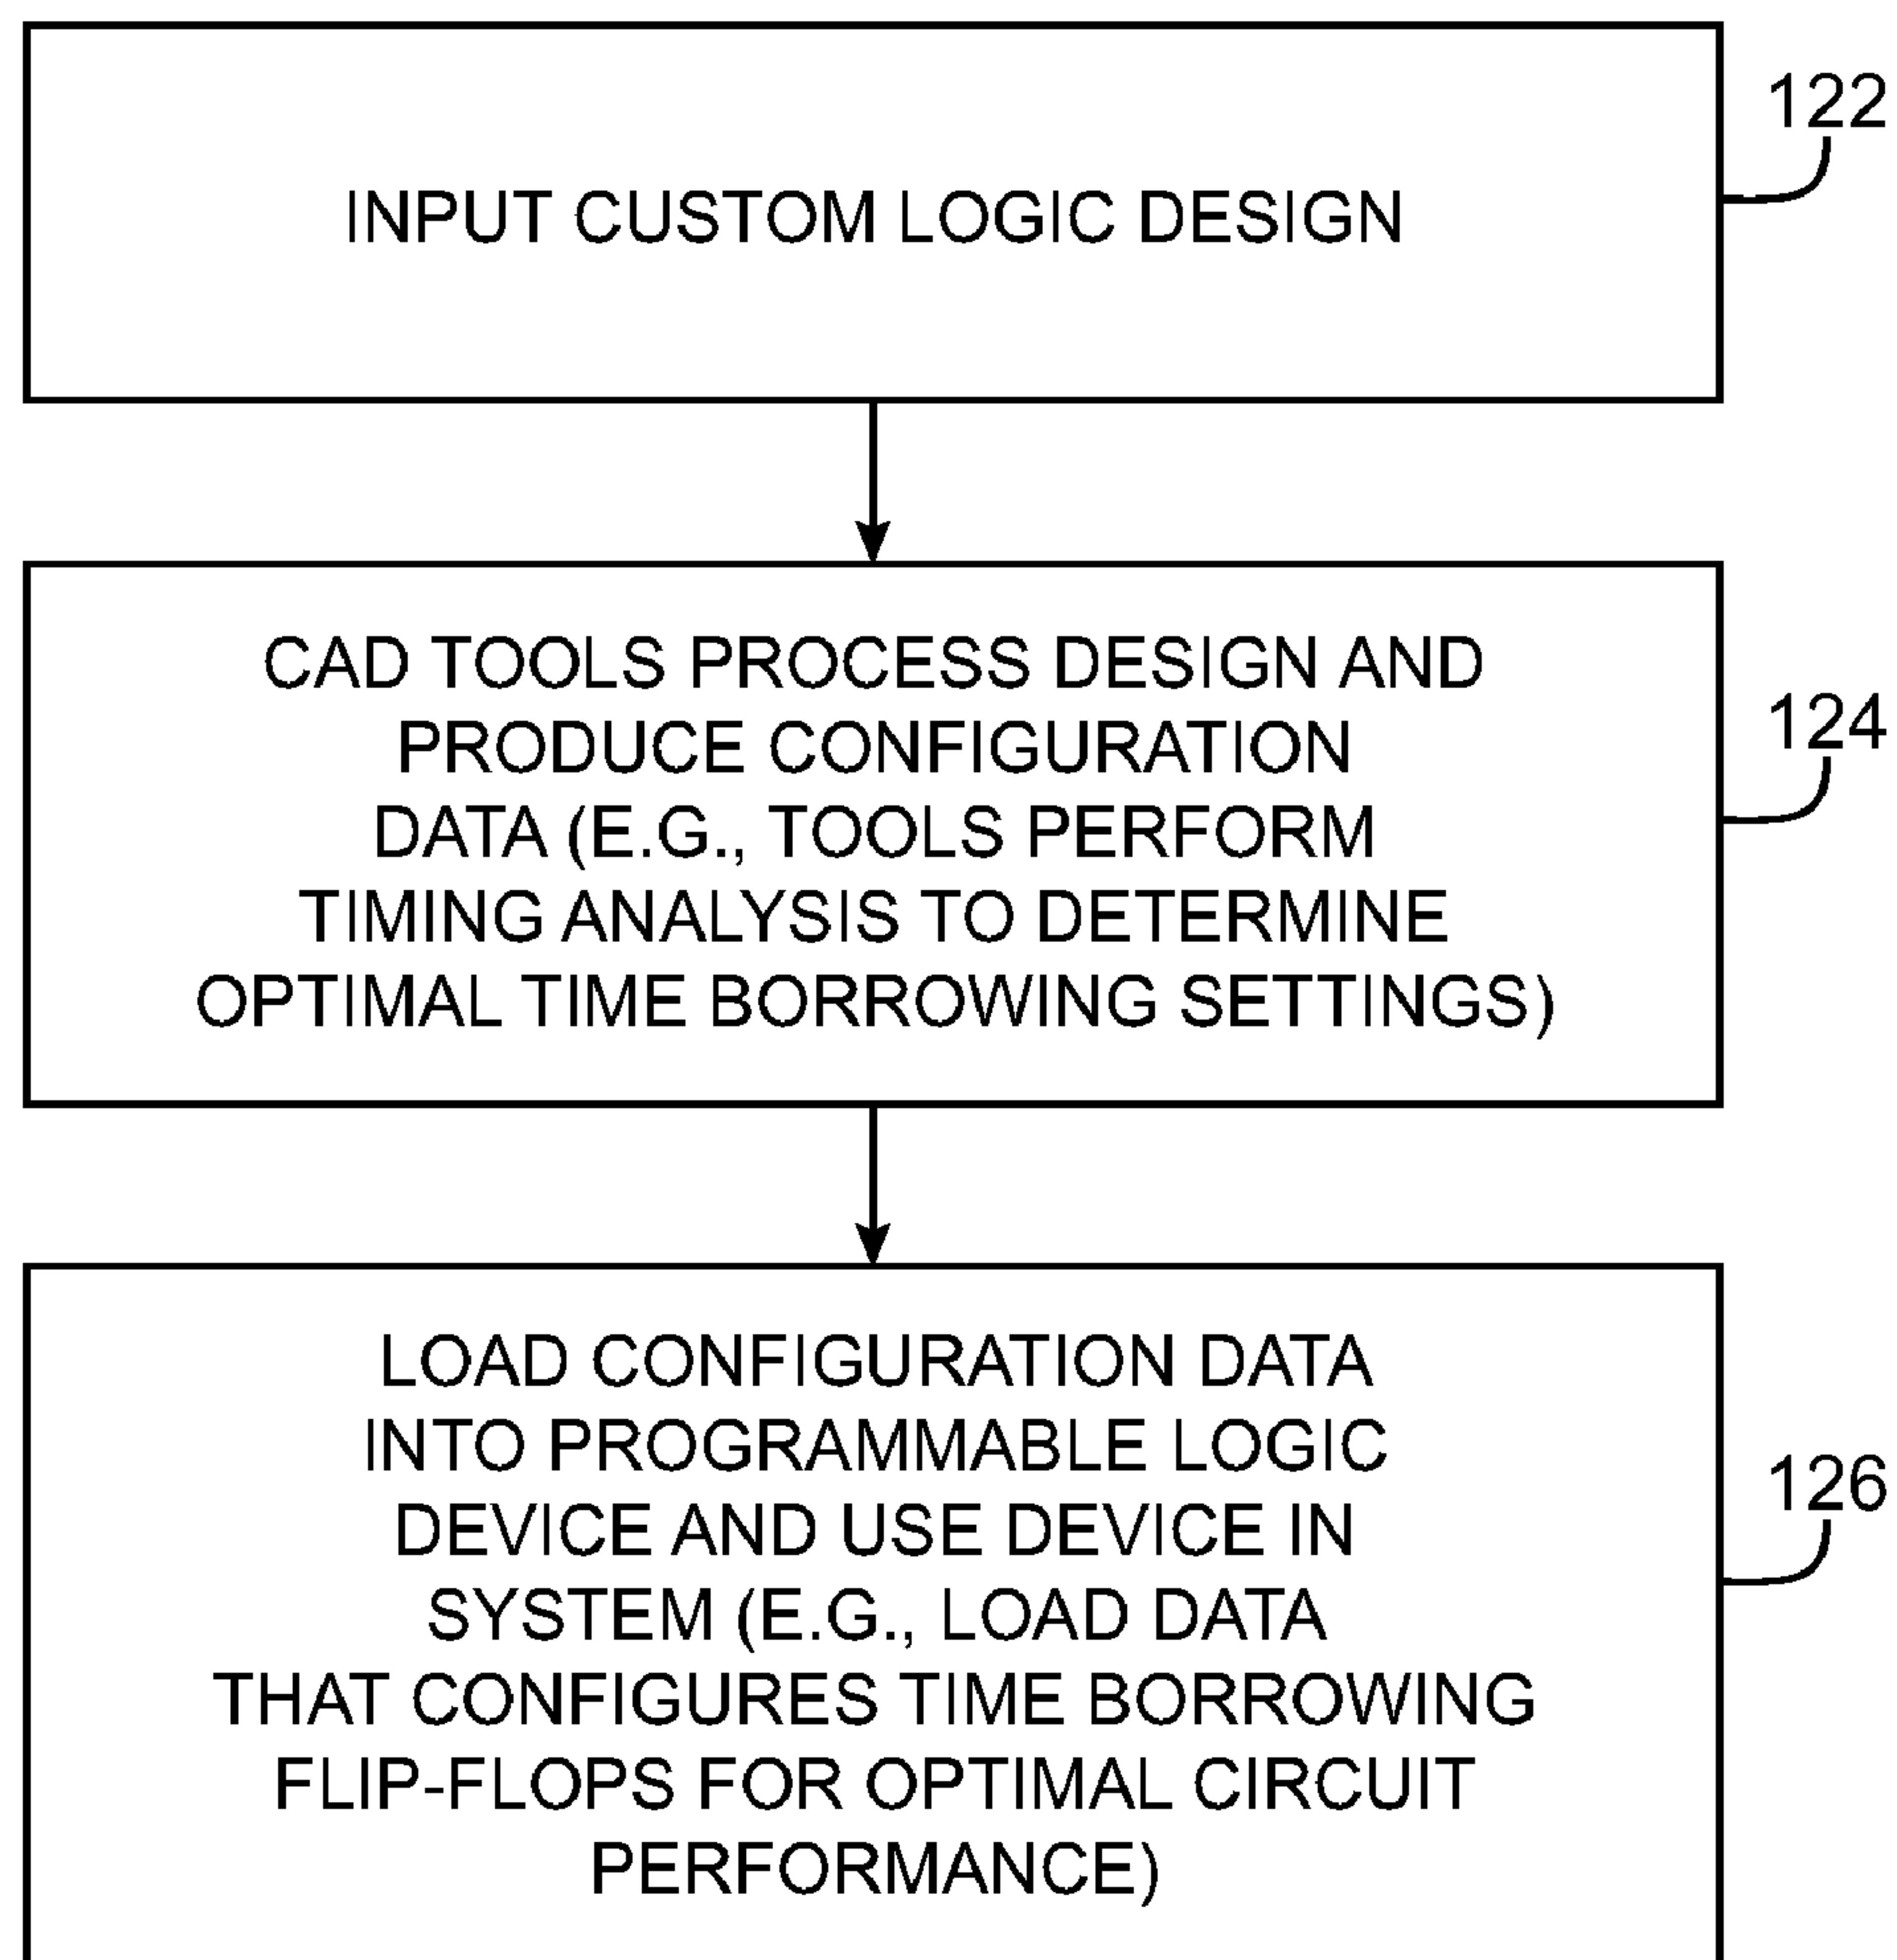 INPUT CUSTOM LOGIC DESIGN
122
CAD TOOLS PROCESS DESIGN AND
PRODUCE CONFIGURATION
DATA (E.G., TOOLS PERFORM
TIMING ANALYSIS TO DETERMINE
OPTIMAL TIME BORROWING SETTINGS)
124
LOAD CONFIGURATION DATA
INTO PROGRAMMABLE LOGIC
DEVICE AND USE DEVICE IN
SYSTEM (E.G., LOAD DATA
THAT CONFIGURES TIME BORROWING
FLIP-FLOPS FOR OPTIMAL CIRCUIT
PERFORMANCE)
126